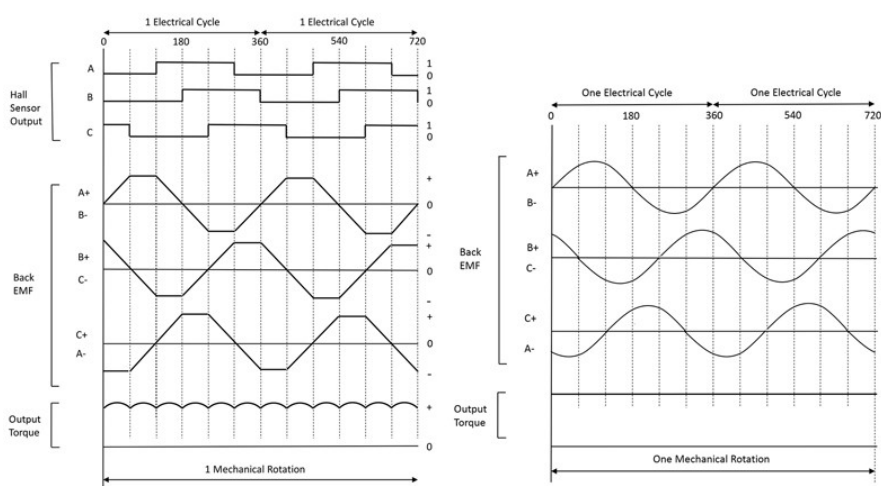 1 Electrical Cycle 1 Electrical Cycle
0 180 360 540 720
Hall
Sensor
Output
A 1
0
B 1
0
C 1
0
Back
EMF
A+ +
0
B- -
B+ +
0
C- -
C+ +
0
A- -
Output
Torque
+
0
1 Mechanical Rotation
One Electrical Cycle One Electrical Cycle
0 180 360 540 720
Back
EMF
A+
B-
B+
C-
C+
A-
Output
Torque
One Mechanical Rotation